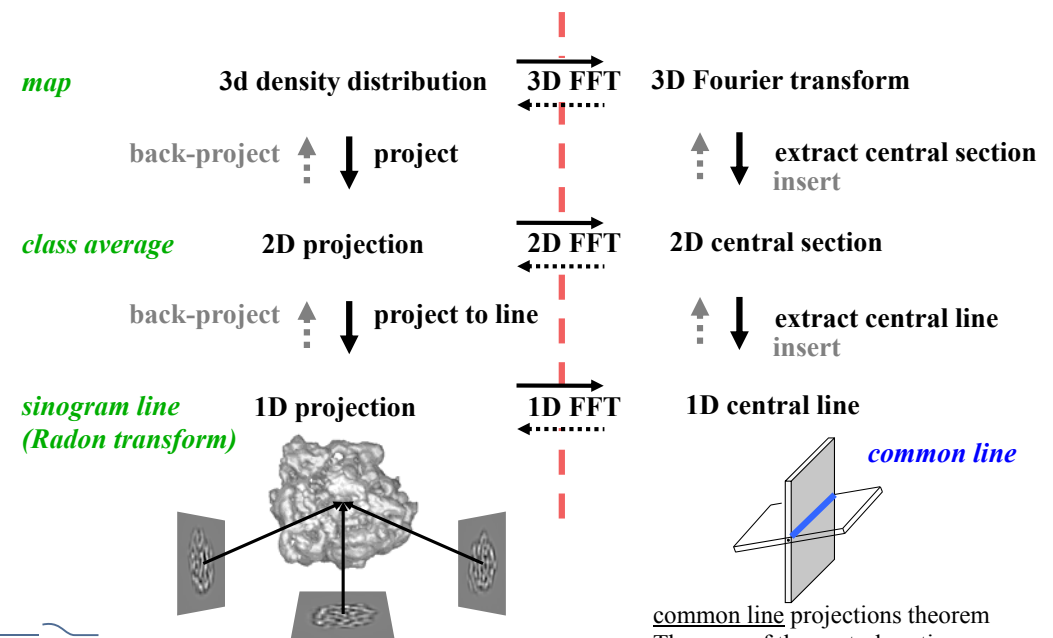 map
3d density distribution
3D FFT
3D Fourier transform
back-project
project
extract central section
insert
class average
2D projection
2D FFT
2D central section
back-project
project to line
extract central line
insert
sinogram line
(Radon transform)
1D projection
1D FFT
1D central line
common line
common line projections theorem